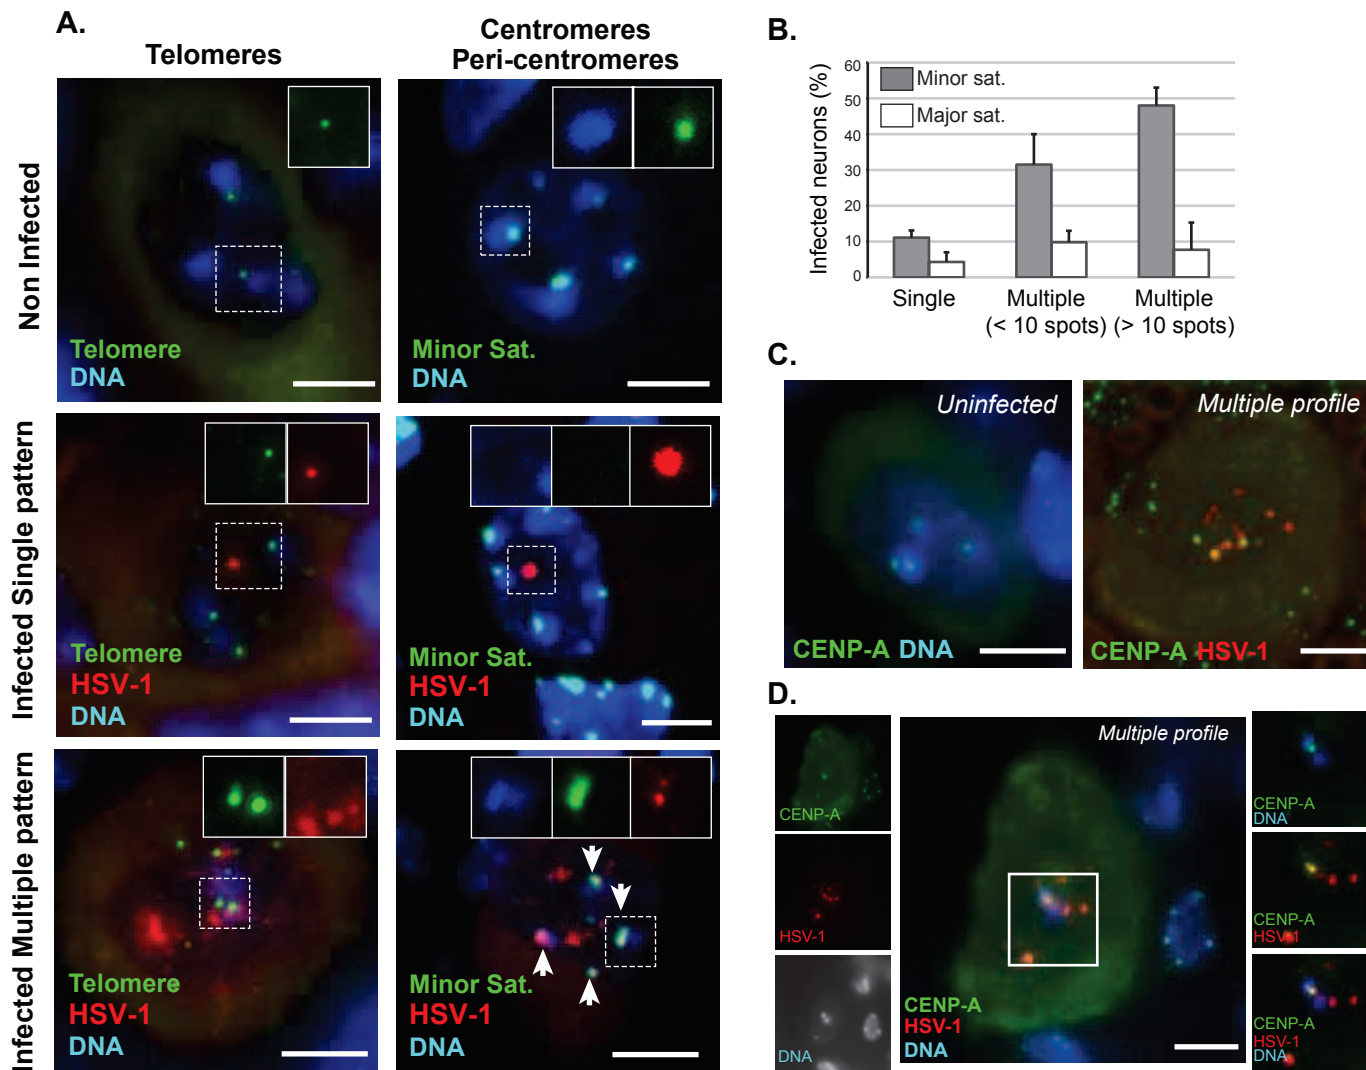 A.
Telomeres
Centromeres
Peri-centromeres
Non Infected
Telomere
DNA
Minor Sat.
DNA
Infected Single pattern
Telomere
HSV-1
DNA
Minor Sat.
HSV-1
DNA
Infected Multiple pattern
Telomere
HSV-1
DNA
Minor Sat.
HSV-1
DNA
B.
Infected neurons (%)
60
50
40
30
20
10
0
Minor sat.
Major sat.
Single
Multiple
(< 10 spots)
Multiple
(> 10 spots)
C.
Uninfected
CENP-A DNA
Multiple profile
CENP-A HSV-1
D.
CENP-A
HSV-1
DNA
Multiple profile
CENP-A
HSV-1
DNA
CENP-A
DNA
CENP-A
HSV-1
CENP-A
HSV-1
DNA